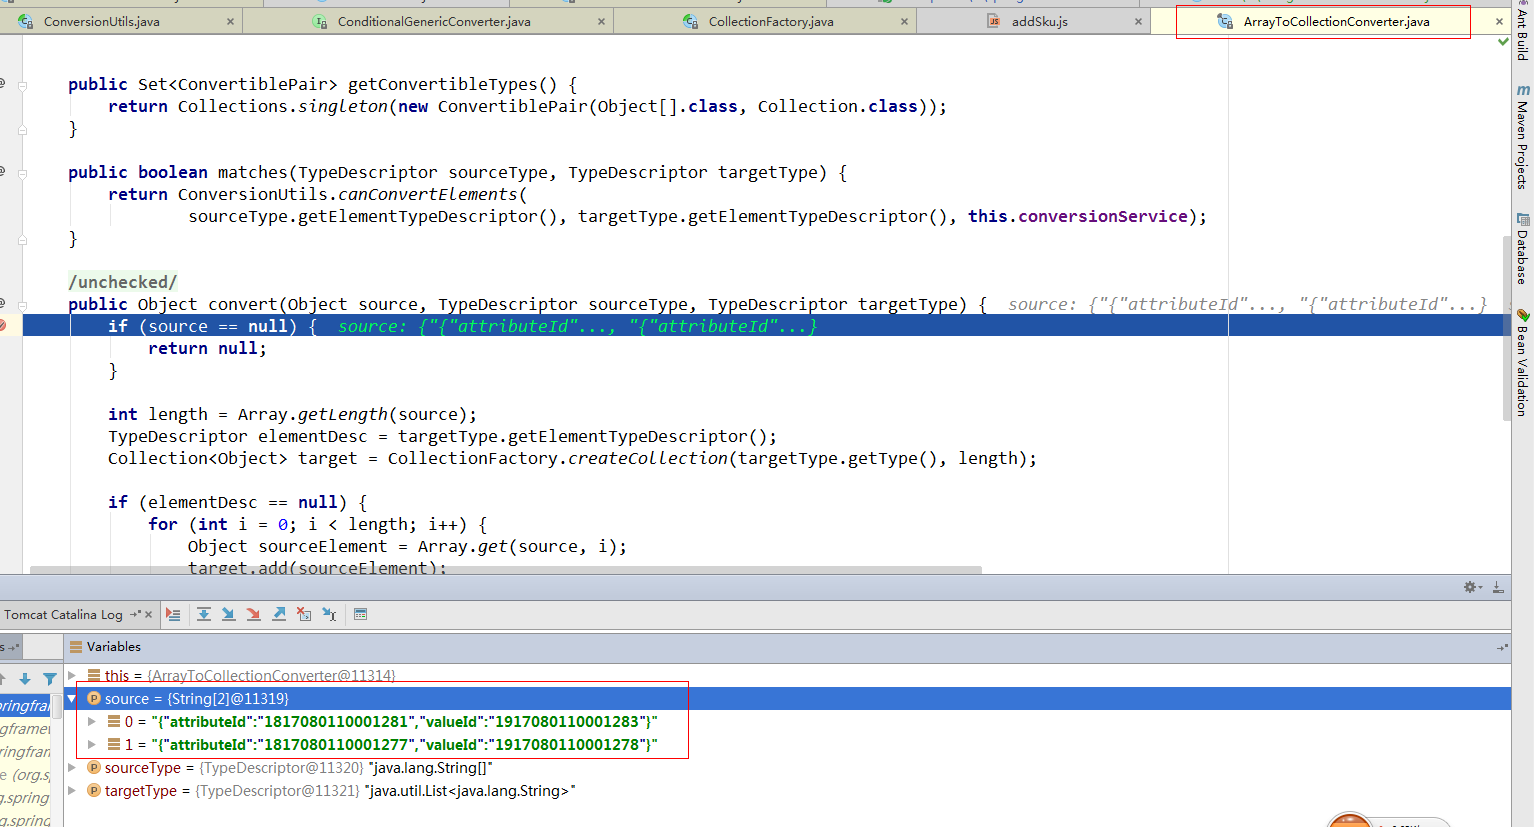 ConversionUtils.java
ConditionalGenericConverter.java
CollectionFactory.java
addSku.js
ArrayToCollectionConverter.java
public Set<ConvertiblePair> getConvertibleTypes() {
return Collections.singleton(new ConvertiblePair(Object[].class, Collection.class));
}
public boolean matches(TypeDescriptor sourceType, TypeDescriptor targetType) {
return ConversionUtils.canConvertElements(
sourceType.getElementTypeDescriptor(), targetType.getElementTypeDescriptor(), this.conversionService);
}
/unchecked/
public Object convert(Object source, TypeDescriptor sourceType, TypeDescriptor targetType) { source: {"{"attributeId"..., "{"attributeId"...}
if (source == null) { source: {"{"attributeId"..., "{"attributeId"...}
return null;
}
int length = Array.getLength(source);
TypeDescriptor elementDesc = targetType.getElementTypeDescriptor();
Collection<Object> target = CollectionFactory.createCollection(targetType.getType(), length);
if (elementDesc == null) {
for (int i = 0; i < length; i++) {
Object sourceElement = Array.get(source, i);
target.add(sourceElement);
Ant Build
Maven Projects
Database
Bean Validation
Tomcat Catalina Log
Variables
this = {ArrayToCollectionConverter@11314}
source = {String[2]@11319}
0 = "{"attributeId":"1817080110001281","valueId":"1917080110001283"}"
1 = "{"attributeId":"1817080110001277","valueId":"1917080110001278"}"
sourceType = {TypeDescriptor@11320} "java.lang.String[]"
targetType = {TypeDescriptor@11321} "java.util.List<java.lang.String>"
pringfram
gframew
ringfran
e (org.s
g.spring
g.spring